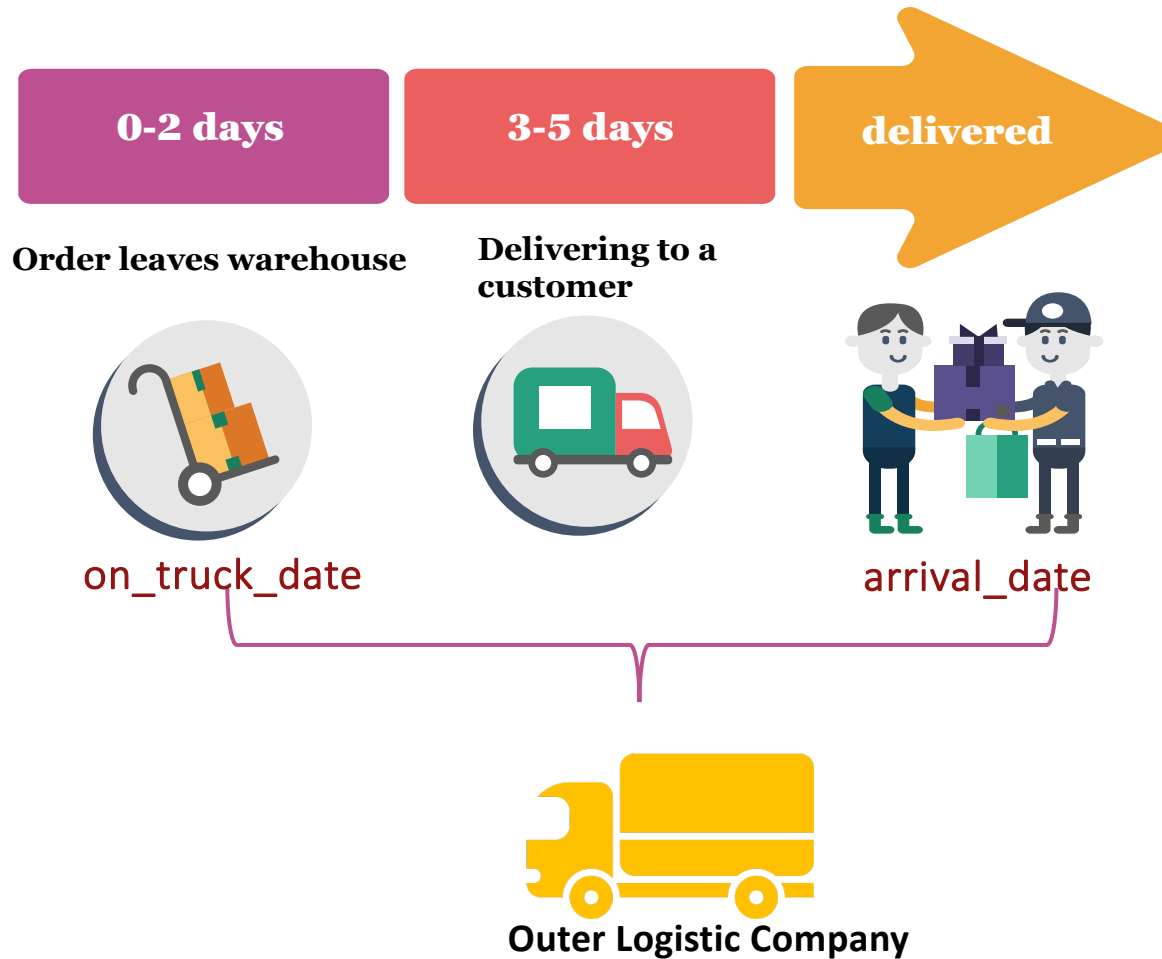 0-2 days
3-5 days
delivered
Order leaves warehouse
Delivering to a
customer
on_truck_date
arrival_date
Outer Logistic Company